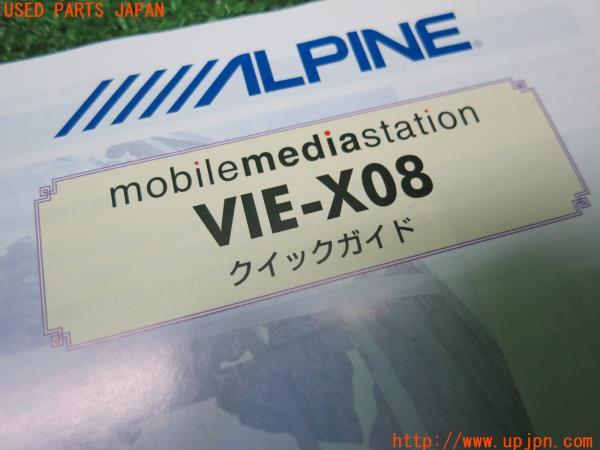 USED PARTS JAPAN
ALPINE
mobilemediastation
VIE-X08
クイックガイド
http://www.upjpn.com